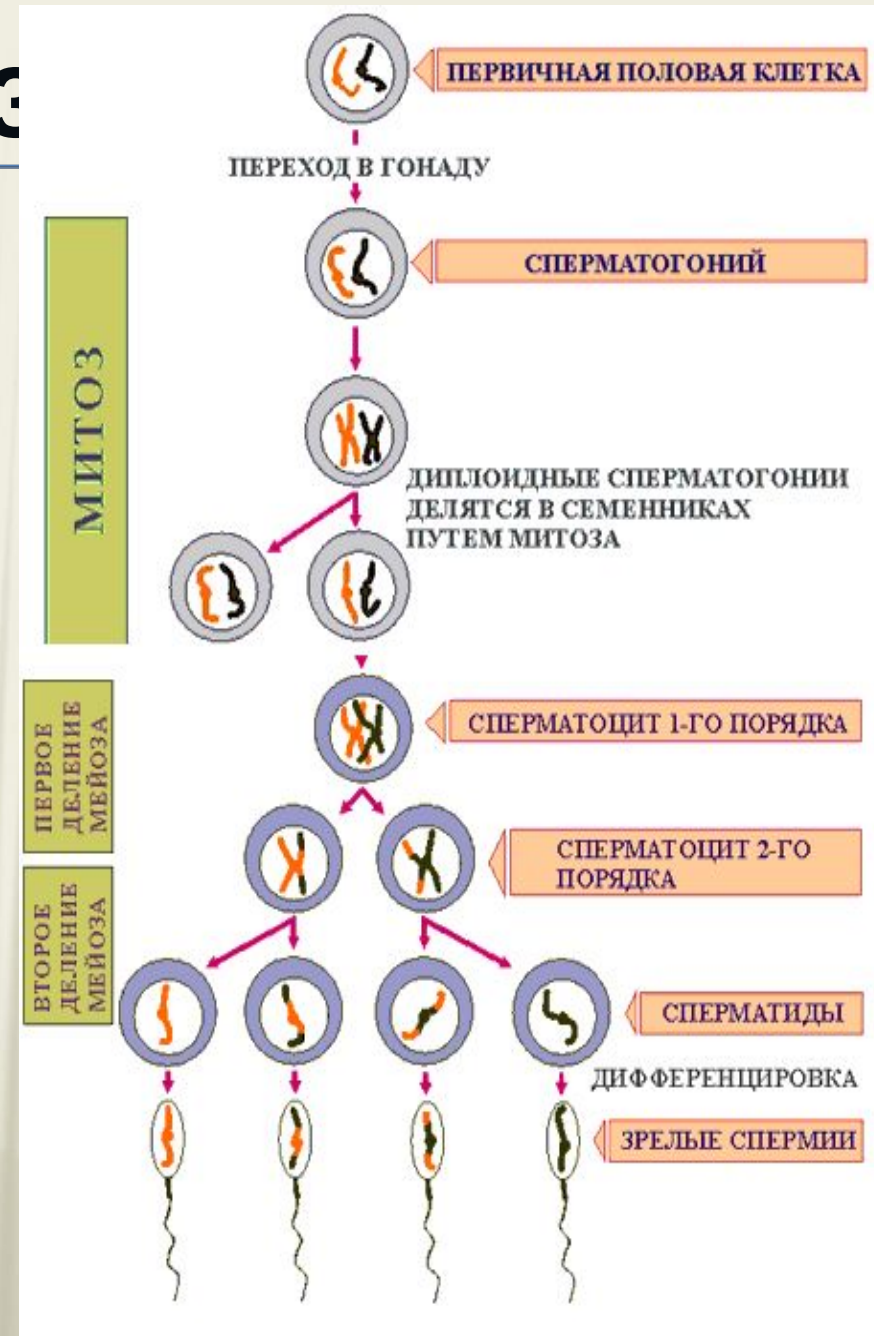 З
ПЕРВИЧНАЯ ПОЛОВАЯ КЛЕТКА
ПЕРЕХОД В ГОНАДУ
СПЕРМАТОГОНИЙ
МИТОЗ
ДИПЛОИДНЫЕ СПЕРМАТОГОНИИ
ДЕЛЯТСЯ В СЕМЕННИКАХ
ПУТЕМ МИТОЗА
ПЕРВОЕ
ДЕЛЕНИЕ
МЕЙОЗА
СПЕРМАТОЦИТ 1-ГО ПОРЯДКА
СПЕРМАТОЦИТ 2-ГО
ПОРЯДКА
ВТОРОЕ
ДЕЛЕНИЕ
МЕЙОЗА
СПЕРМАТИДЫ
ДИФФЕРЕНЦИРОВКА
ЗРЕЛЫЕ СПЕРМИИ